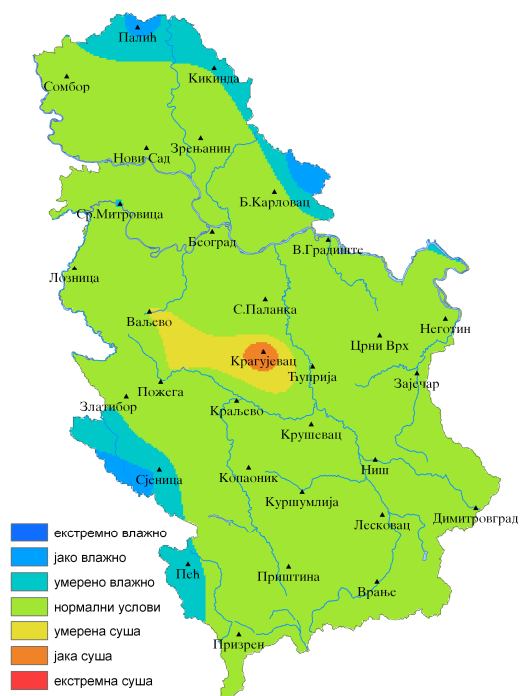 Палић
Кикинда
Сомбор
Зрењанин
Нови Сад
Б.Карловац
Ср.Митровица
Београд
В.Градиште
Лозница
С.Паланка
Ваљево
Неготин
Црни Врх
Крагујевац
Ћуприја
Зајечар
Пожега
Златибор
Краљево
Крушевац
Ниш
Сјеница
Копаоник
Куршумлија
Димитровград
Лесковац
Пећ
Приштина
Врање
Призрен
екстремно влажно
јако влажно
умерено влажно
нормални услови
умерена суша
јака суша
екстремна суша